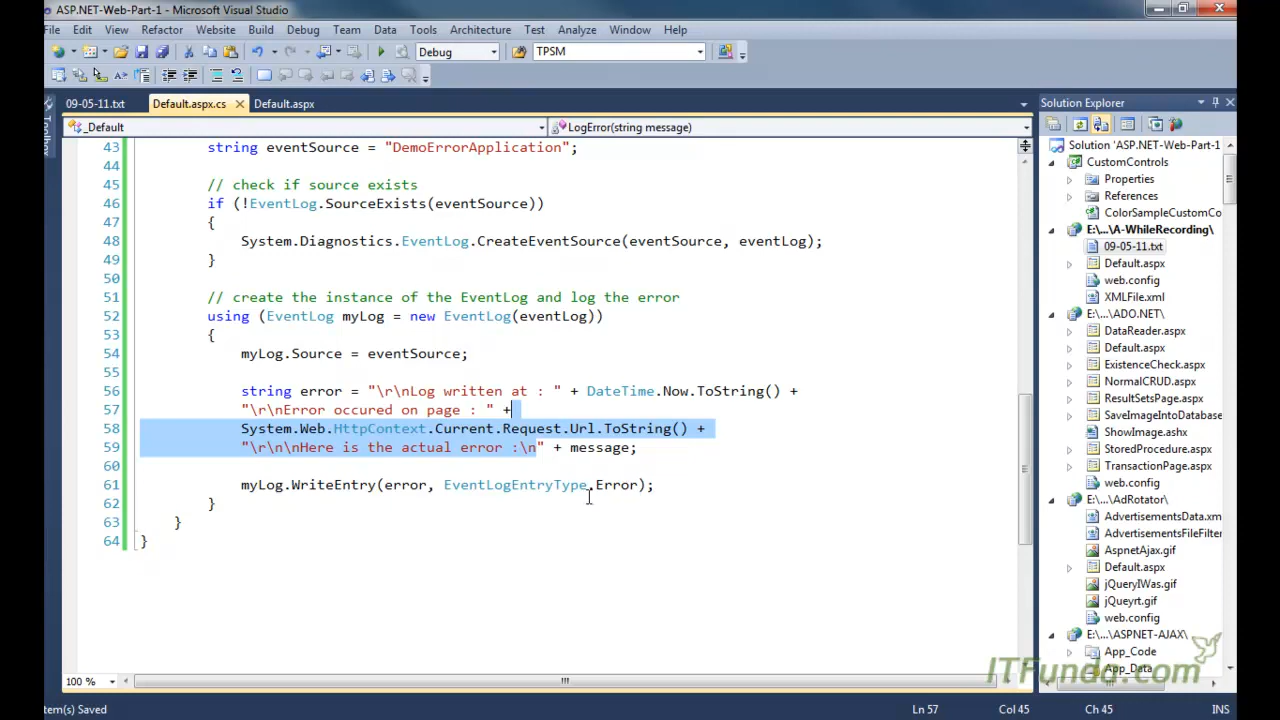 ASP.NET-Web-Part-1 - Microsoft Visual Studio
File Edit View Refactor Website Build Debug Team Data Tools Architecture Test Analyze Window Help
Debug TPSM
09-05-11.txt Default.aspx.cs Default.aspx
Toolbox
_Default LogError(string message)
43 string eventSource = "DemoErrorApplication";
44
45 // check if source exists
46 if (!EventLog.SourceExists(eventSource))
47 {
48 System.Diagnostics.EventLog.CreateEventSource(eventSource, eventLog);
49 }
50
51 // create the instance of the EventLog and log the error
52 using (EventLog myLog = new EventLog(eventLog))
53 {
54 myLog.Source = eventSource;
55
56 string error = "\r\nLog written at : " + DateTime.Now.ToString() +
57 "\r\nError occured on page : " +
58 System.Web.HttpContext.Current.Request.Url.ToString() +
59 "\r\n\nHere is the actual error :\n" + message;
60
61 myLog.WriteEntry(error, EventLogEntryType.Error);
62 }
63 }
64 }
100 %
Solution Explorer
Solution 'ASP.NET-Web-Part-1
CustomControls
Properties
References
ColorSampleCustomCo
E:\...\A-WhileRecording\
09-05-11.txt
Default.aspx
web.config
XMLFile.xml
E:\...\ADO.NET\
DataReader.aspx
Default.aspx
ExistenceCheck.aspx
NormalCRUD.aspx
ResultSetsPage.aspx
SaveImageIntoDatabase
ShowImage.ashx
StoredProcedure.aspx
TransactionPage.aspx
web.config
E:\...\AdRotator\
AdvertisementsData.xm
AdvertisementsFileFilter
AspnetAjax.gif
Default.aspx
jQueryIWas.gif
jQueyrt.gif
web.config
E:\...\ASPNET-AJAX\
App_Code
App_Data
ITFunda.com
tem(s) Saved Ln 57 Col 45 Ch 45 INS